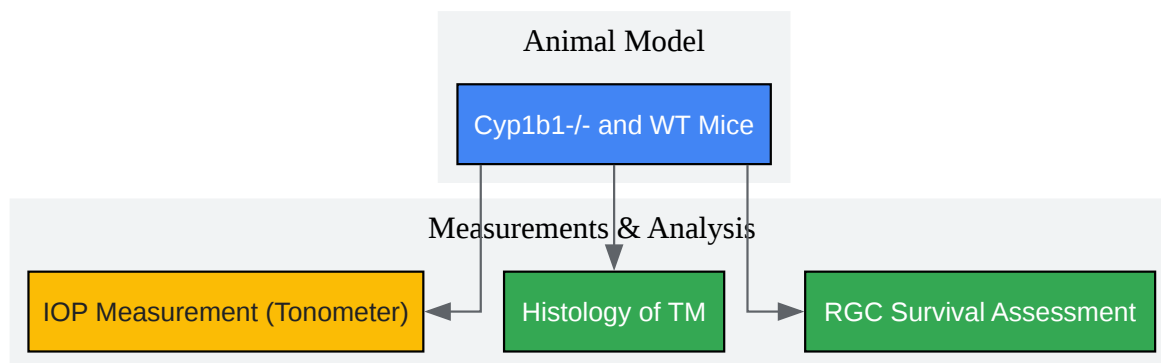 Animal Model
Cyp1b1-/- and WT Mice
Measurements & Analysis
IOP Measurement (Tonometer)
Histology of TM
RGC Survival Assessment